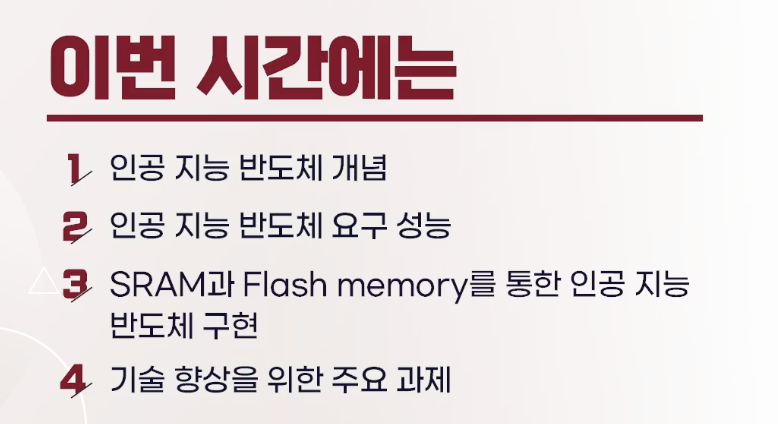 이번 시간에는
1 인공 지능 반도체 개념
2 인공 지능 반도체 요구 성능
3 SRAM과 Flash memory를 통한 인공 지능
반도체 구현
4 기술 향상을 위한 주요 과제